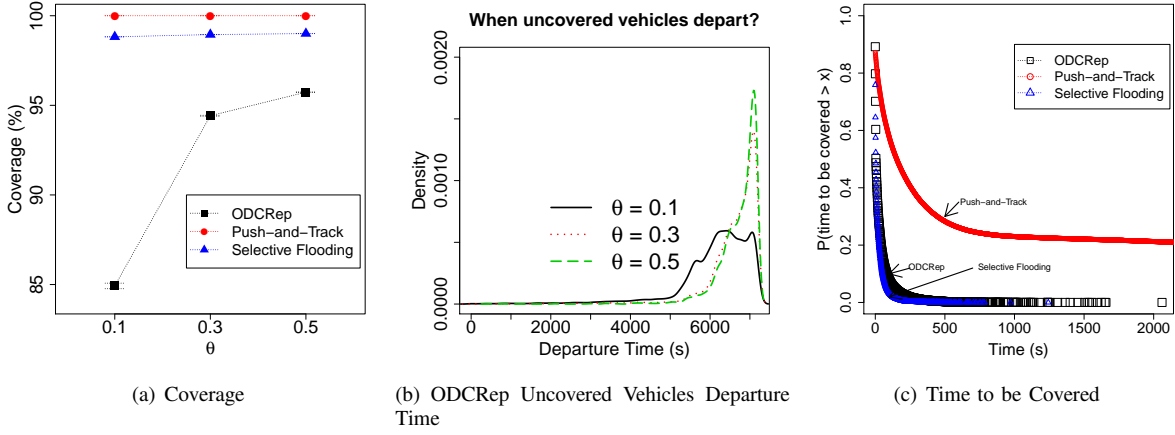 Coverage (%)
100
95
90
85
0.1
0.3
0.5
θ
ODCRep
Push−and−Track
Selective Flooding
(a) Coverage
When uncovered vehicles depart?
Density
0.0020
0.0010
0.0000
θ = 0.1
θ = 0.3
θ = 0.5
0
2000
4000
6000
Departure Time (s)
(b) ODCRep Uncovered Vehicles Departure
Time
P(time to be covered > x)
1.0
0.8
0.6
0.4
0.2
0.0
ODCRep
Push−and−Track
Selective Flooding
Push−and−Track
ODCRep
Selective Flooding
0
500
1000
1500
2000
Time (s)
(c) Time to be Covered